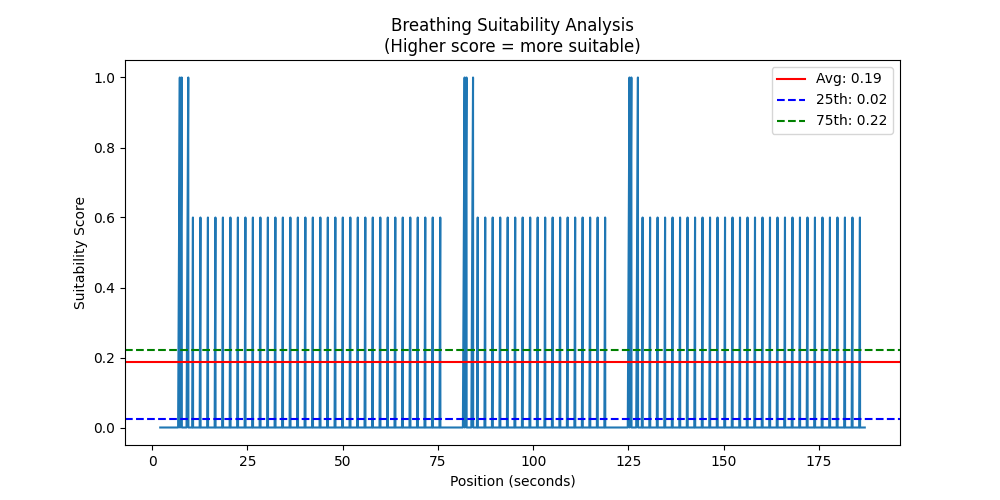 Breathing Suitability Analysis
(Higher score = more suitable)
Suitability Score
1.0
0.8
0.6
0.4
0.2
0.0
Avg: 0.19
25th: 0.02
75th: 0.22
0
25
50
75
100
125
150
175
Position (seconds)